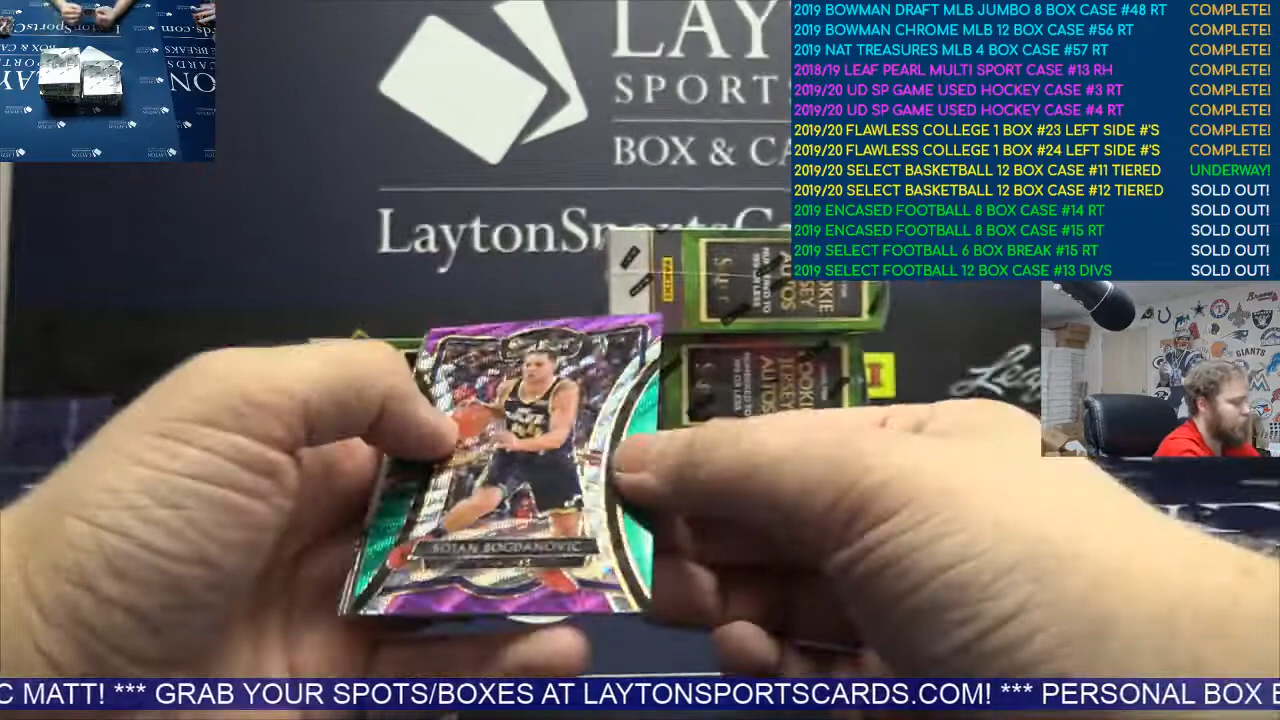 2019 BOWMAN DRAFT MLB JUMBO 8 BOX CASE #48 RT COMPLETE!
2019 BOWMAN CHROME MLB 12 BOX CASE #56 RT COMPLETE!
2019 NAT TREASURES MLB 4 BOX CASE #57 RT COMPLETE!
2018/19 LEAF PEARL MULTI SPORT CASE #13 RH COMPLETE!
2019/20 UD SP GAME USED HOCKEY CASE #3 RT COMPLETE!
2019/20 UD SP GAME USED HOCKEY CASE #4 RT COMPLETE!
2019/20 FLAWLESS COLLEGE 1 BOX #23 LEFT SIDE #'S COMPLETE!
2019/20 FLAWLESS COLLEGE 1 BOX #24 LEFT SIDE #'S COMPLETE!
2019/20 SELECT BASKETBALL 12 BOX CASE #11 TIERED UNDERWAY!
2019/20 SELECT BASKETBALL 12 BOX CASE #12 TIERED SOLD OUT!
2019 ENCASED FOOTBALL 8 BOX CASE #14 RT SOLD OUT!
2019 ENCASED FOOTBALL 8 BOX CASE #15 RT SOLD OUT!
2019 SELECT FOOTBALL 6 BOX BREAK #15 RT SOLD OUT!
2019 SELECT FOOTBALL 12 BOX CASE #13 DIVS SOLD OUT!
LAY
SPORT
BOX & CA
LaytonSportsCa
BOJAN BOGDANOVIC
GIANTS
C MATT! *** GRAB YOUR SPOTS/BOXES AT LAYTONSPORTSCARDS.COM! *** PERSONAL BOX